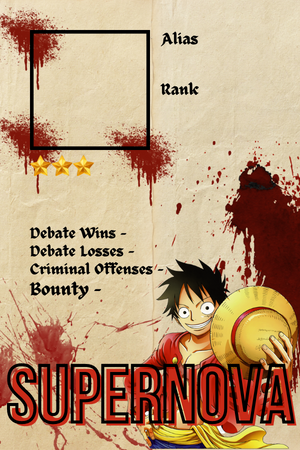 Alias
Rank
Debate Wins -
Debate Losses -
Criminal Offenses -
Bounty -
SUPERNOVA